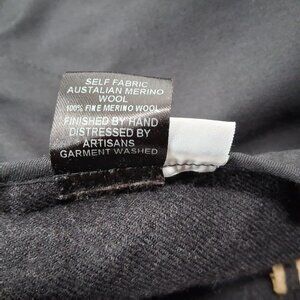 SELF FABRIC
AUSTALIAN MERINO
WOOL
100% FINE MERINO WOOL
FINISHED BY HAND
DISTRESSED BY
ARTISANS
GARMENT WASHED